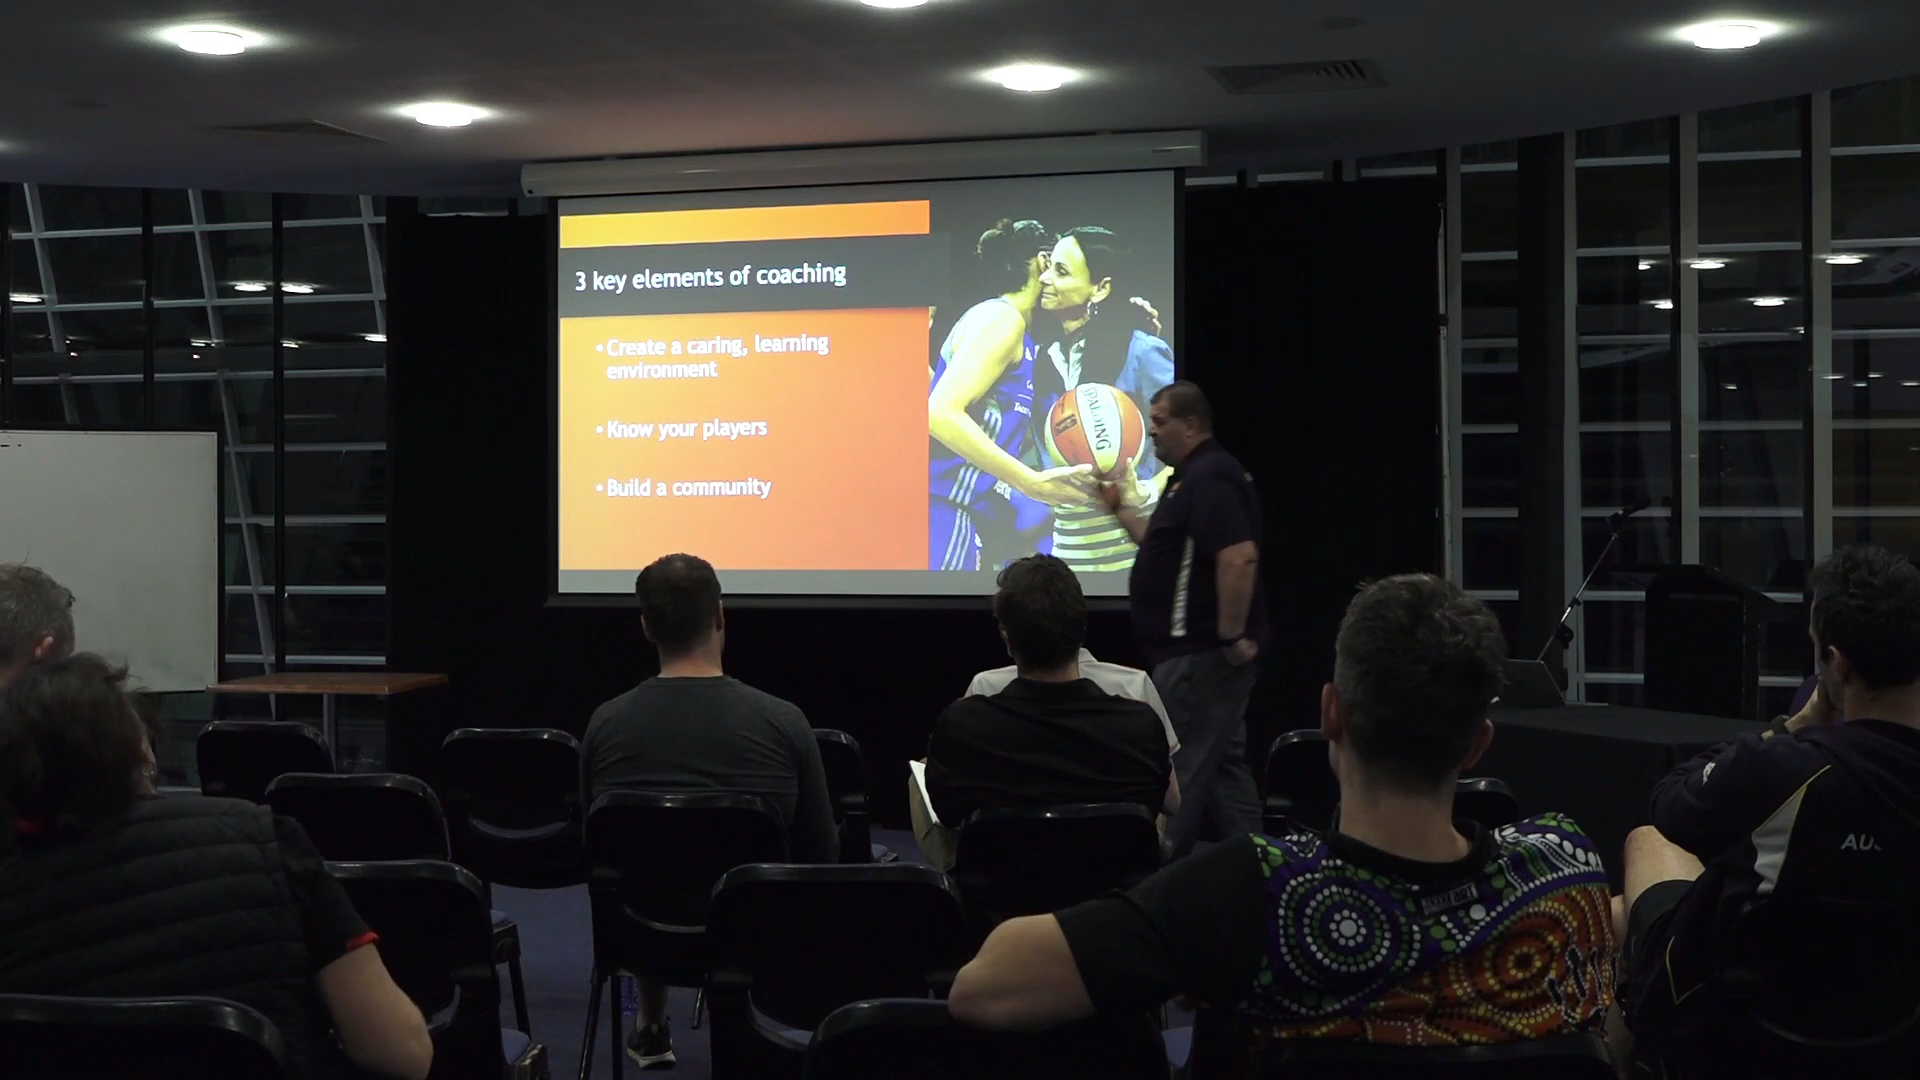 3 key elements of coaching
• Create a caring, learning
environment
• Know your players
• Build a community
SPALDING